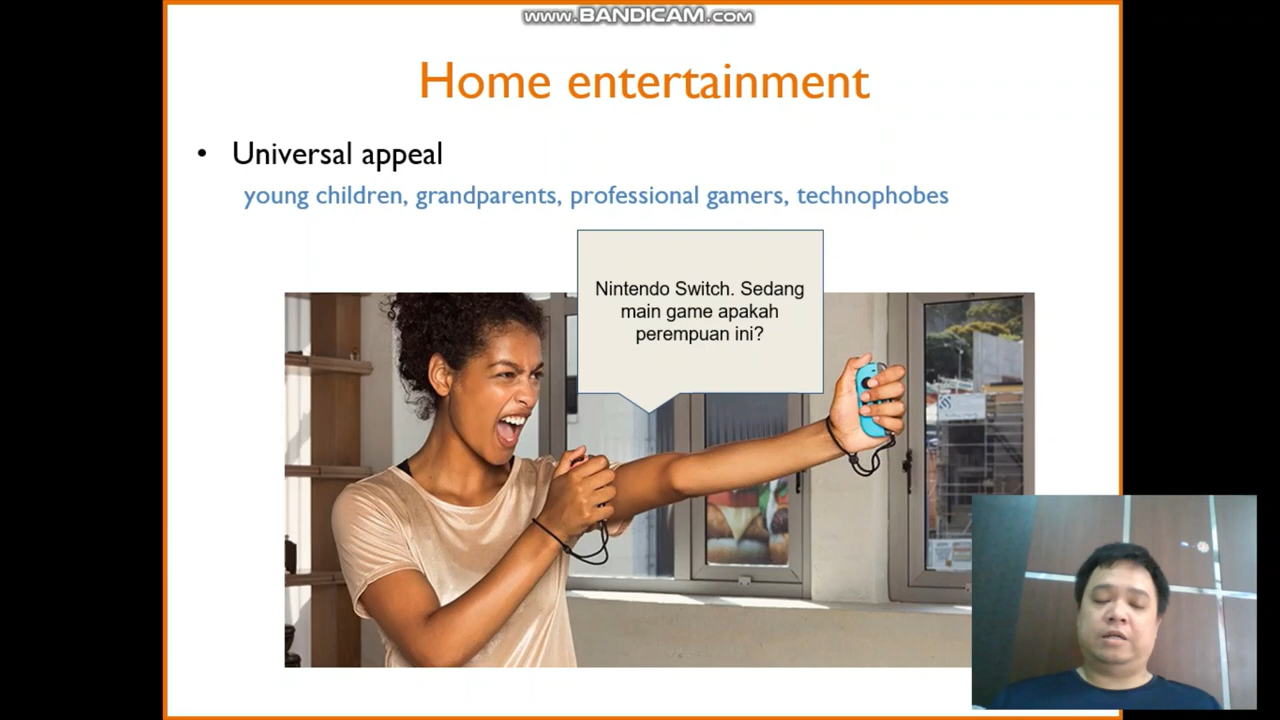 www.BANDICAM.com
Home entertainment
• Universal appeal
young children, grandparents, professional gamers, technophobes
Nintendo Switch. Sedang
main game apakah
perempuan ini?